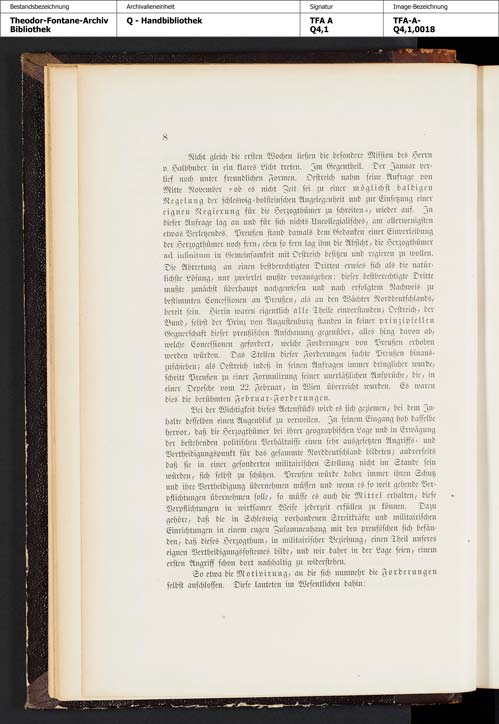 Bestandsbezeichnung Archivalieneinheit Signatur Image-Bezeichnung
Theodor-Fontane-Archiv Q - Handbibliothek TFA A TFA-A-
Bibliothek Q4,1 Q4,1,0018
8
Nicht gleich die ersten Wochen ließen die besondere Mission des Herrn
v. Halbhuber in ein klares Licht treten. Im Gegentheil. Der Januar ver-
lief noch unter freundlichen Formen. Oestreich nahm seine Anfrage von
Mitte November »ob es nicht Zeit sei zu einer möglichst baldigen
Regelung der schleswig-holsteinschen Angelegenheit und zur Einsetzung einer
eignen Regierung für die Herzogthümer zu schreiten«, wieder auf. In
dieser Anfrage lag an und für sich nichts Uncollegialisches, am allerwenigsten
etwas Verletzendes. Preußen stand damals dem Gedanken einer Einverleibung
der Herzogthümer noch fern, eben so fern lag ihm die Absicht, die Herzogthümer
ad infinitum in Gemeinsamkeit mit Oestreich besitzen und regieren zu wollen.
Die Abtretung an einen bestberechtigten Dritten erwies sich als die natür-
lichste Lösung, nur zweierlei mußte vorausgehen: dieser bestberechtigte Dritte
mußte zunächst überhaupt nachgewiesen und nach erfolgtem Nachweis zu
bestimmten Concessionen an Preußen, als an den Wächter Norddeutschlands,
bereit sein. Hierin waren eigentlich alle Theile einverstanden; Oestreich, der
Bund, selbst der Prinz von Augustenburg standen in keiner prinzipiellen
Gegnerschaft dieser preußischen Anschauung gegenüber, alles hing davon ab,
welche Concessionen gefordert, welche Forderungen von Preußen erhoben
werden würden. Das Stellen dieser Forderungen suchte Preußen hinaus-
zuschieben; als Oestreich indeß in seinen Anfragen immer dringlicher wurde,
schritt Preußen zu einer Formulirung seiner unerläßlichen Ansprüche, die, in
einer Depesche vom 22. Februar, in Wien überreicht wurden. Es waren
dies die berühmten Februar-Forderungen.
Bei der Wichtigkeit dieses Actenstücks wird es sich geziemen, bei dem In-
halte desselben einen Augenblick zu verweilen. In seinem Eingang hob dasselbe
hervor, daß die Herzogthümer bei ihrer geographischen Lage und in Erwägung
der bestehenden politischen Verhältnisse einen sehr ausgesetzten Angriffs- und
Vertheidigungspunkt für das gesammte Norddeutschland bildeten; andrerseits
daß sie in einer gesonderten militairischen Stellung nicht im Stande sein
würden, sich selbst zu schützen. Preußen würde daher immer ihren Schutz
und ihre Vertheidigung übernehmen müssen und wenn es so weit gehende Ver-
pflichtungen übernehmen solle, so müsse es auch die Mittel erhalten, diese
Verpflichtungen in wirksamer Weise jederzeit erfüllen zu können. Dazu
gehöre, daß die in Schleswig vorhandenen Streitkräfte und militairischen
Einrichtungen in einem engen Zusammenhang mit den preußischen sich befän-
den, daß dieses Herzogthum, in militairischer Beziehung, einen Theil unseres
eignen Vertheidigungssystemes bilde, und wir daher in der Lage seien, einem
ersten Angriff schon dort nachhaltig zu widerstehen.
So etwa die Motivirung, an die sich nunmehr die Forderungen
selbst anschlossen. Diese lauteten im Wesentlichen dahin: